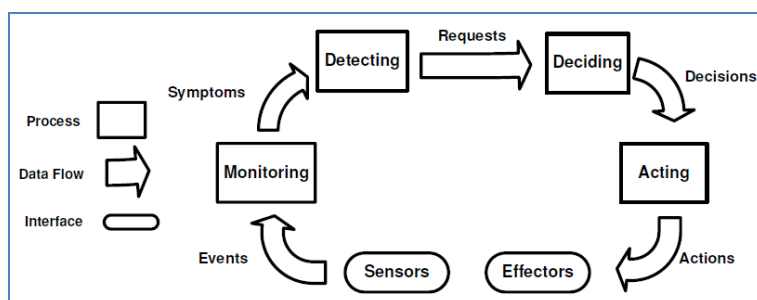 Requests
Detecting
Deciding
Symptoms
Decisions
Process
Data Flow
Monitoring
Acting
Interface
Events
Sensors
Effectors
Actions